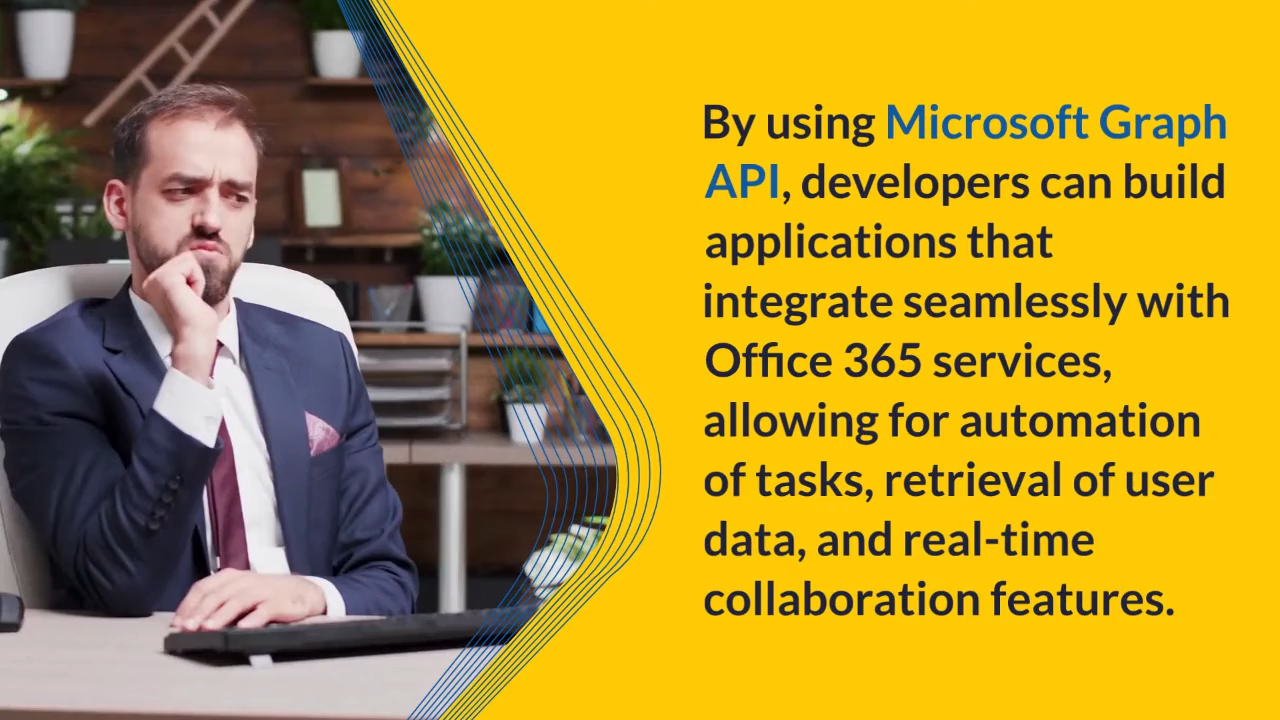 By using Microsoft Graph
API, developers can build
applications that
integrate seamlessly with
Office 365 services,
allowing for automation
of tasks, retrieval of user
data, and real-time
collaboration features.